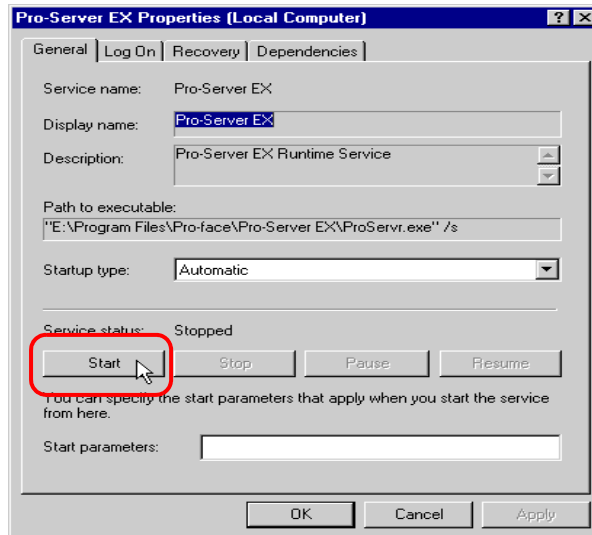 Pro-Server EX Properties (Local Computer)
General Log On Recovery Dependencies
Service name: Pro-Server EX
Display name: Pro-Server EX
Description: Pro-Server EX Runtime Service
Path to executable:
"E:\Program Files\Pro-face\Pro-Server EX\ProServr.exe" /s
Startup type: Automatic
Service status: Stopped
Start Stop Pause Resume
You can specify the start parameters that apply when you start the service
from here.
Start parameters:
OK Cancel Apply